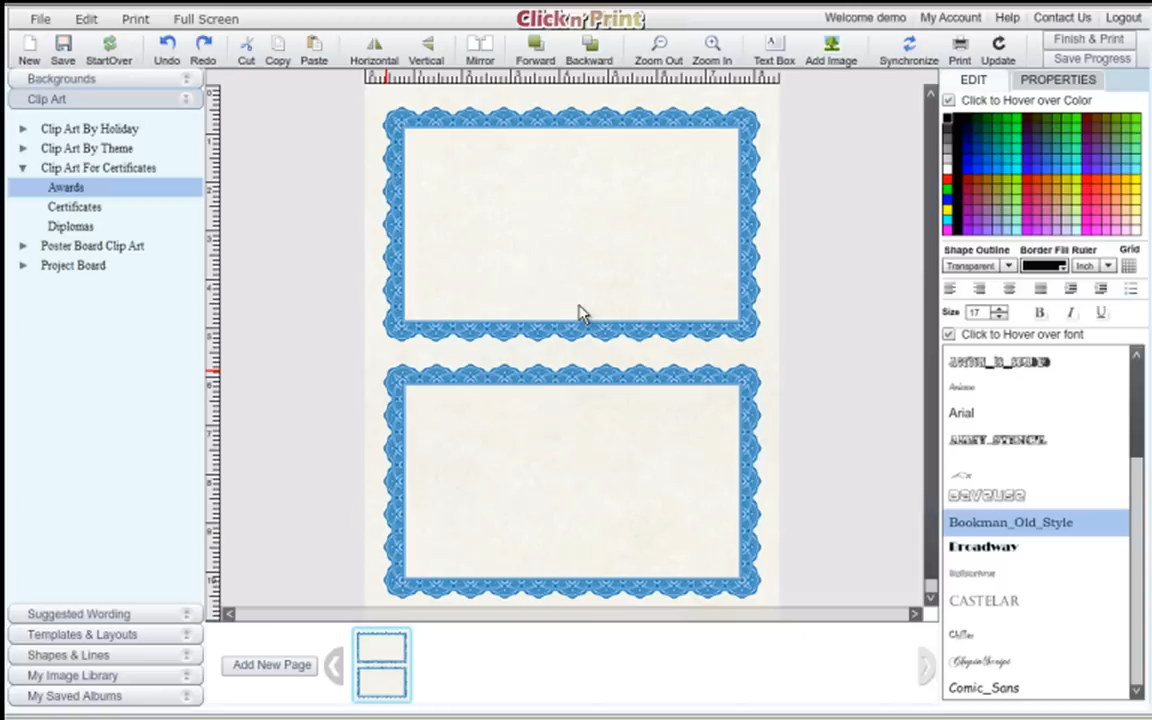 File Edit Print Full Screen Click n' Print Welcome demo My Account Help Contact Us Logout
New Save StartOver Undo Redo Cut Copy Paste Horizontal Vertical Mirror Forward Backward Zoom Out Zoom In Text Box Add Image Synchronize Print Update
Finish & Print
Save Progress
Backgrounds
Clip Art
Clip Art By Holiday
Clip Art By Theme
Clip Art For Certificates
Awards
Certificates
Diplomas
Poster Board Clip Art
Project Board
Suggested Wording
Templates & Layouts
Shapes & Lines
My Image Library
My Saved Albums
Add New Page
EDIT PROPERTIES
Click to Hover over Color
Shape Outline Border Fill Ruler Grid
Transparent Inch
Size 17 B I U
Click to Hover over font
Arial
ARMY_STENCIL
Bookman_Old_Style
Broadway
CASTELAR
Chiller
ChopinScript
Comic_Sans